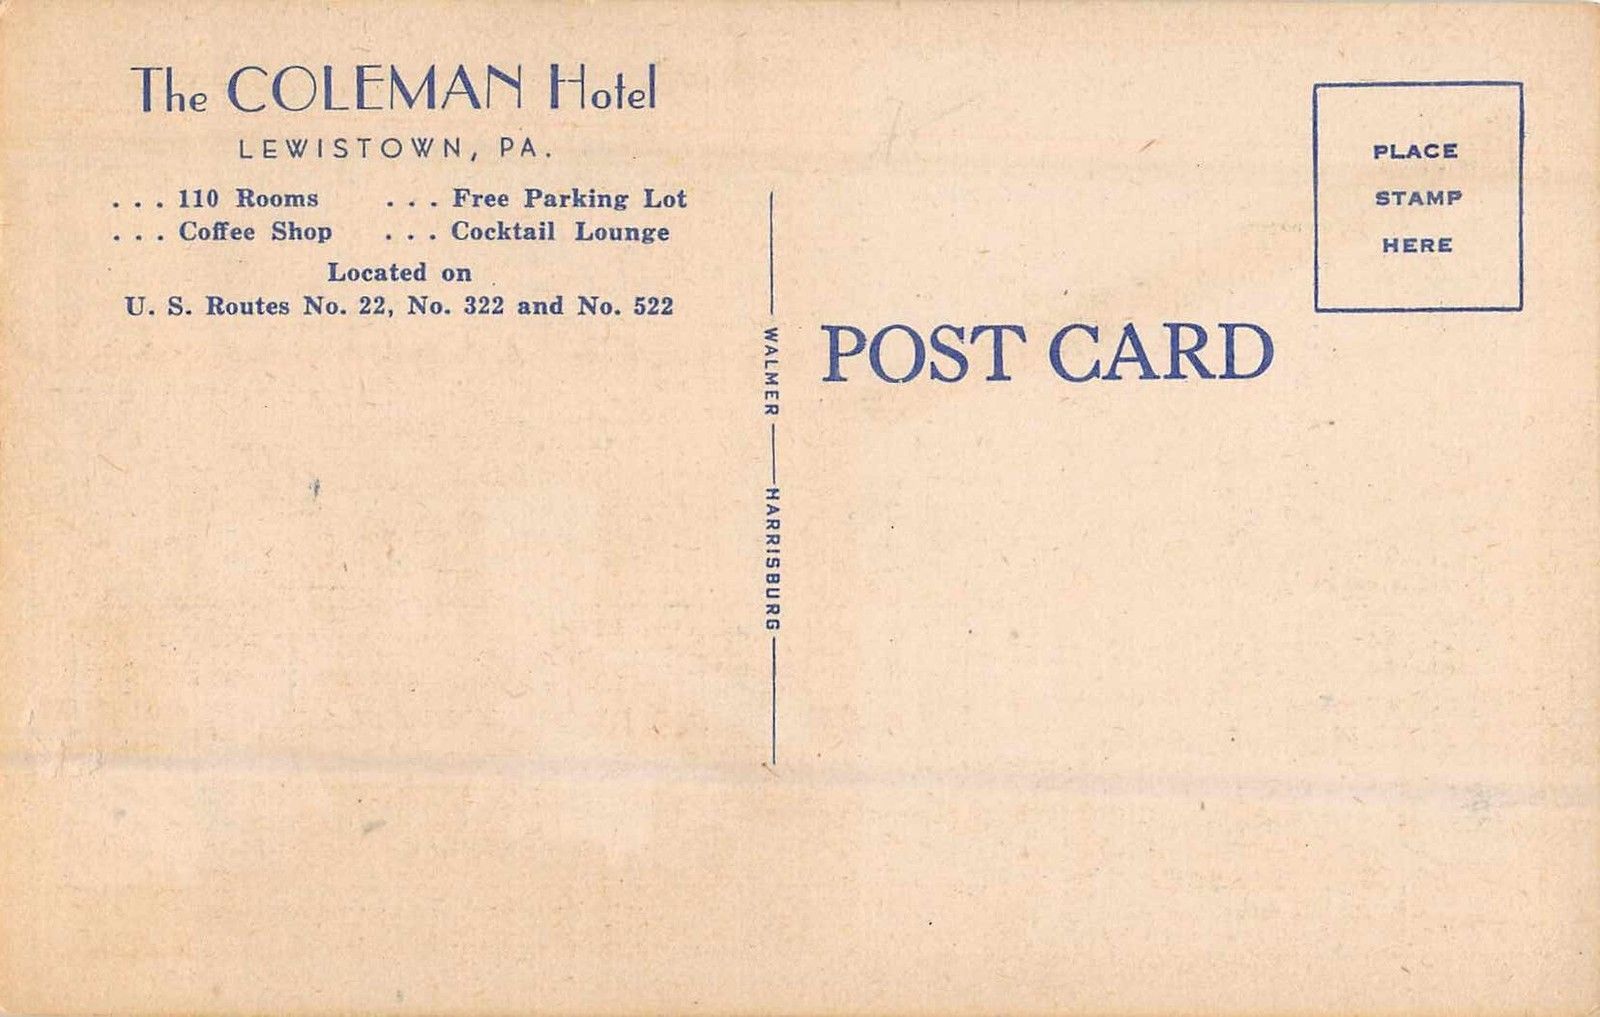 The COLEMAN Hotel
LEWISTOWN, PA.
. . . 110 Rooms . . . Free Parking Lot
. . . Coffee Shop . . . Cocktail Lounge
Located on
U. S. Routes No. 22, No. 322 and No. 522
WALMER — HARRISBURG
PLACE
STAMP
HERE
POST CARD